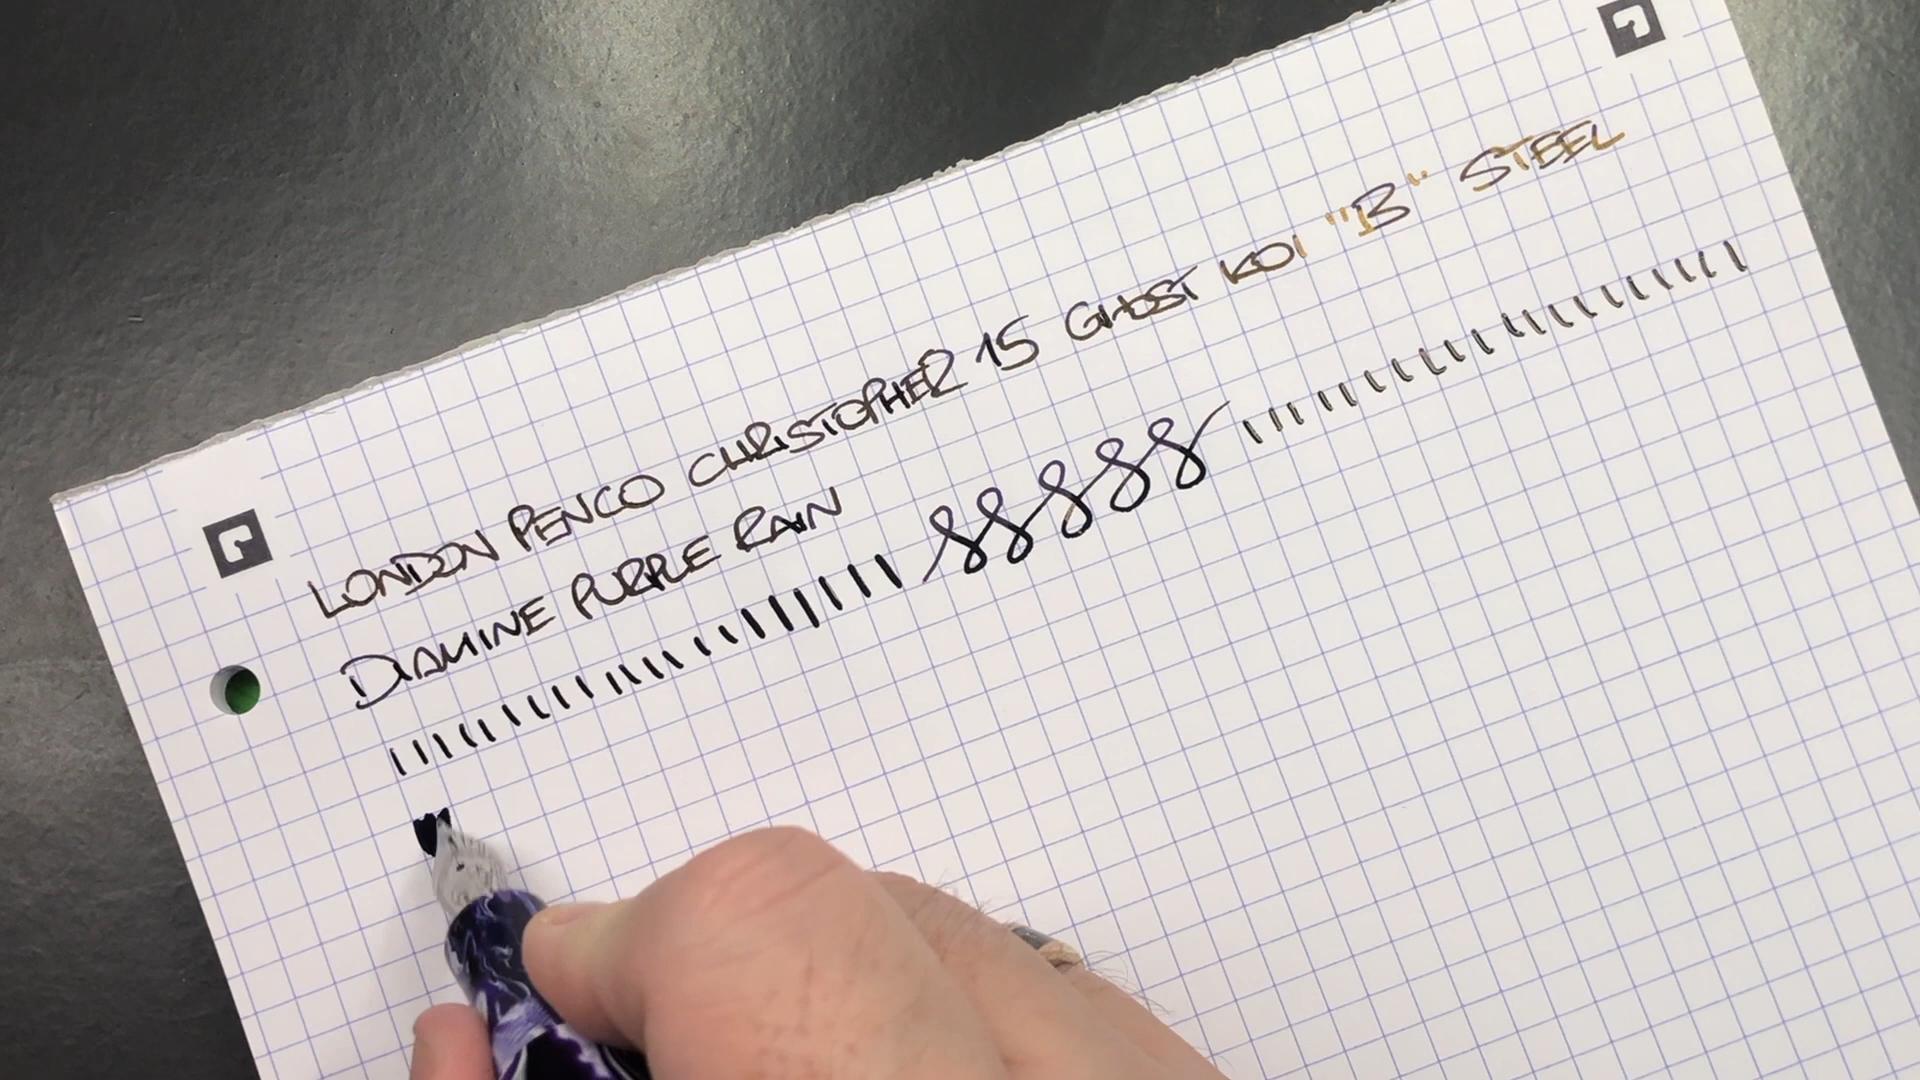 LONDON PENCO CHRISTOPHER 15 GHOST KOI "B" STEEL
DIAMINE PURPLE RAIN